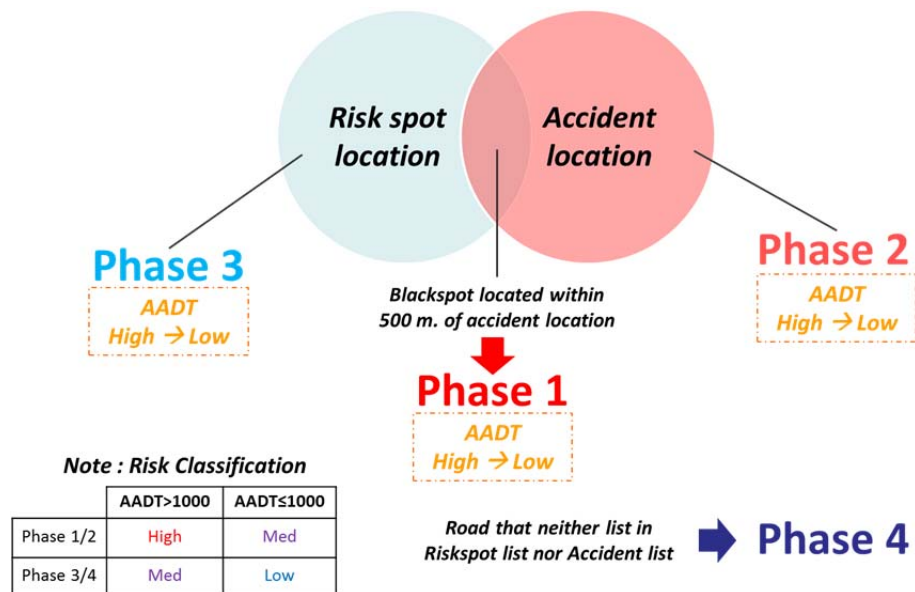 Risk spot
location
Accident
location
Phase 3
AADT
High → Low
Phase 2
AADT
High → Low
Blackspot located within
500 m. of accident location
Phase 1
AADT
High → Low
Note : Risk Classification
AADT>1000 AADT≤1000
Phase 1/2 High Med
Phase 3/4 Med Low
Road that neither list in
Riskspot list nor Accident list
Phase 4